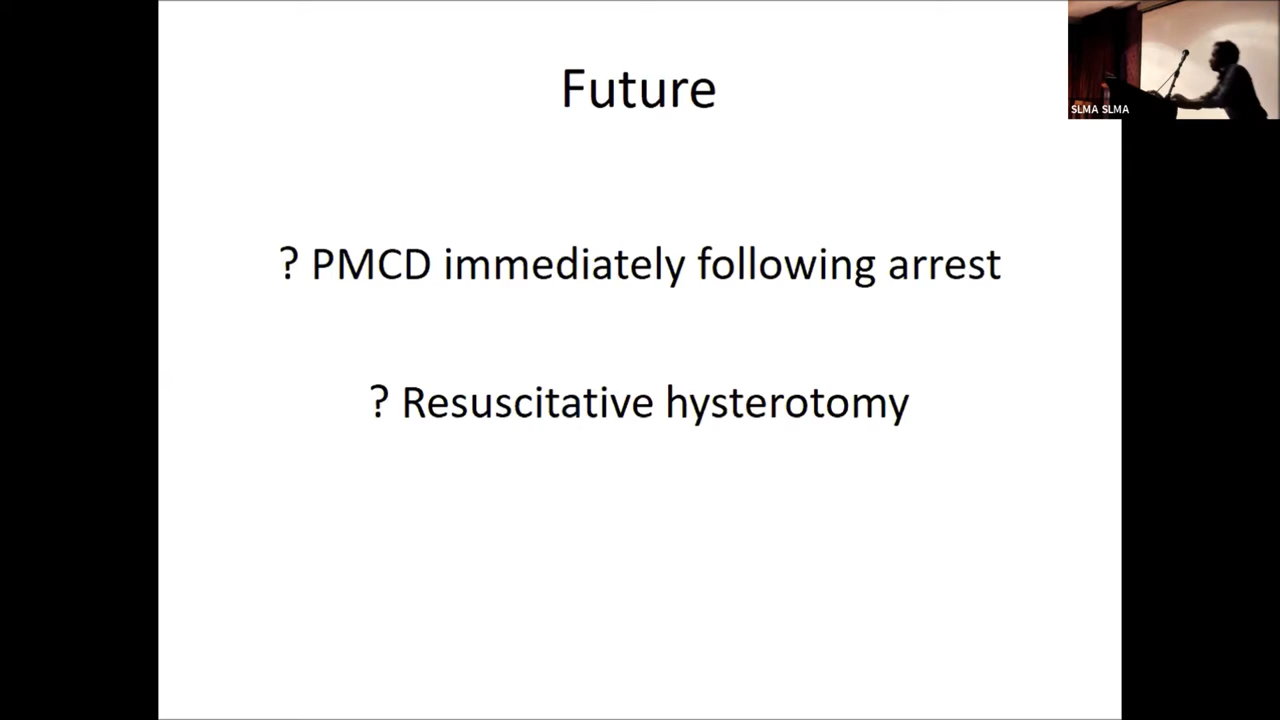 Future
SLMA SLMA
? PMCD immediately following arrest
? Resuscitative hysterotomy